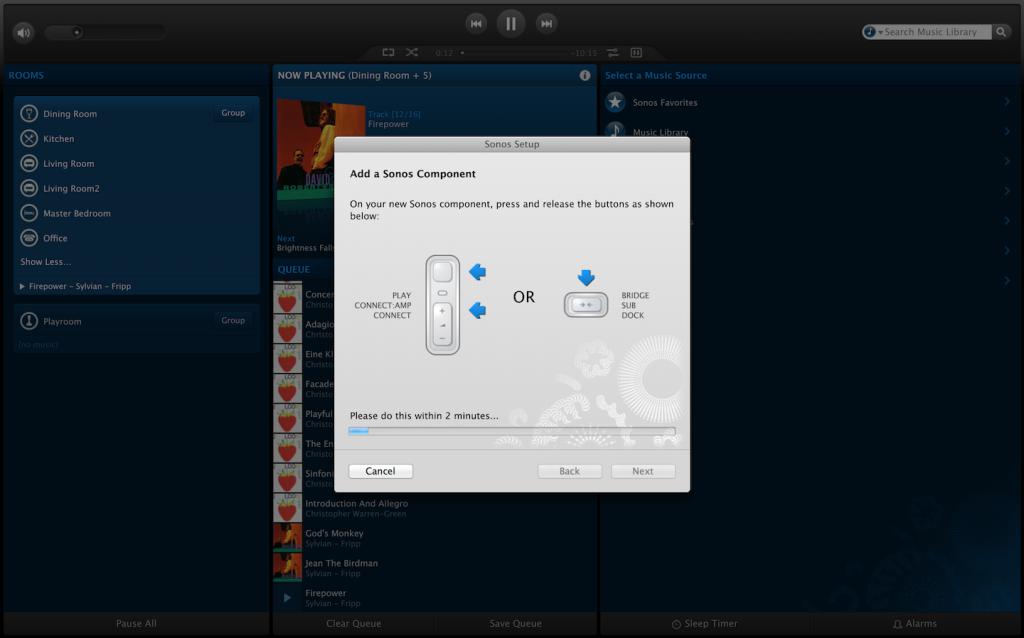 Search Music Library
0:12
-10:15
ROOMS
Dining Room
Group
Kitchen
Living Room
Living Room2
Master Bedroom
Office
Show Less...
Firepower - Sylvian - Fripp
Playroom
Group
[no music]
NOW PLAYING (Dining Room + 5)
Track [12/16]
Firepower
DAVID
ROBERT
Next
Brightness Fall
QUEUE
Concer
Christo
Adagio
Christo
Eine Kl
Christo
Facade
Christo
Playful
Christo
The En
Christo
Sinfoni
Christo
Introduction And Allegro
Christopher Warren-Green
God's Monkey
Sylvian - Fripp
Jean The Birdman
Sylvian - Fripp
Firepower
Sylvian - Fripp
Select a Music Source
Sonos Favorites
Music Library
Sonos Setup
Add a Sonos Component
On your new Sonos component, press and release the buttons as shown
below:
PLAY
CONNECT:AMP
CONNECT
OR
BRIDGE
SUB
DOCK
Please do this within 2 minutes...
Cancel
Back
Next
Pause All
Clear Queue
Save Queue
Sleep Timer
Alarms